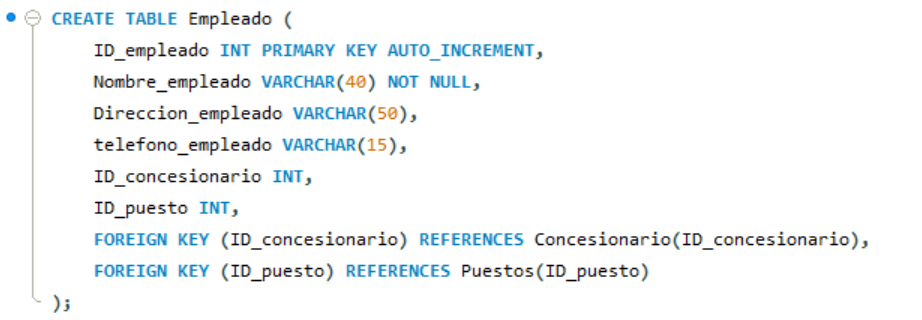 CREATE TABLE Empleado (
ID_empleado INT PRIMARY KEY AUTO_INCREMENT,
Nombre_empleado VARCHAR(40) NOT NULL,
Direccion_empleado VARCHAR(50),
telefono_empleado VARCHAR(15),
ID_concesionario INT,
ID_puesto INT,
FOREIGN KEY (ID_concesionario) REFERENCES Concesionario(ID_concesionario),
FOREIGN KEY (ID_puesto) REFERENCES Puestos(ID_puesto)
);